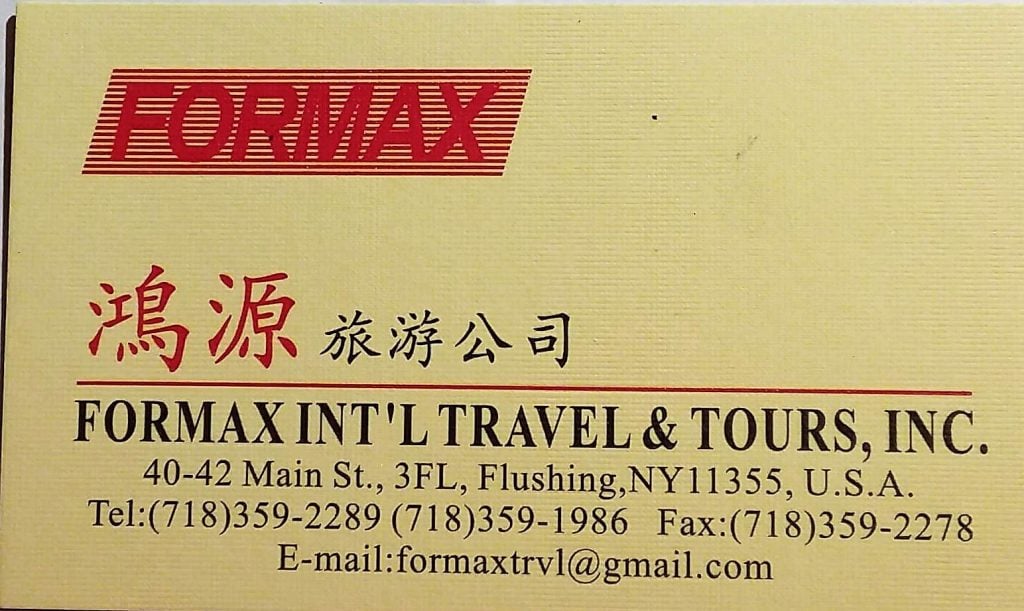 FORMAX
鴻源旅游公司
FORMAX INT'L TRAVEL & TOURS, INC.
40-42 Main St., 3FL, Flushing,NY11355, U.S.A.
Tel:(718)359-2289 (718)359-1986 Fax:(718)359-2278
E-mail:formaxtrvl@gmail.com